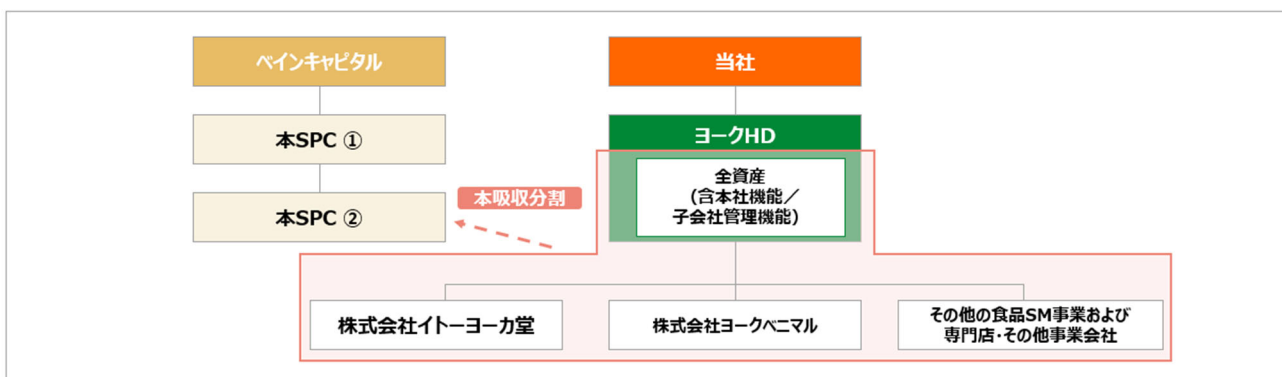 ベインキャピタル
当社
本SPC ①
ヨークHD
全資産
(含本社機能／
子会社管理機能)
本吸収分割
本SPC ②
株式会社イトーヨーカ堂
株式会社ヨークベニマル
その他の食品SM事業および
専門店・その他事業会社